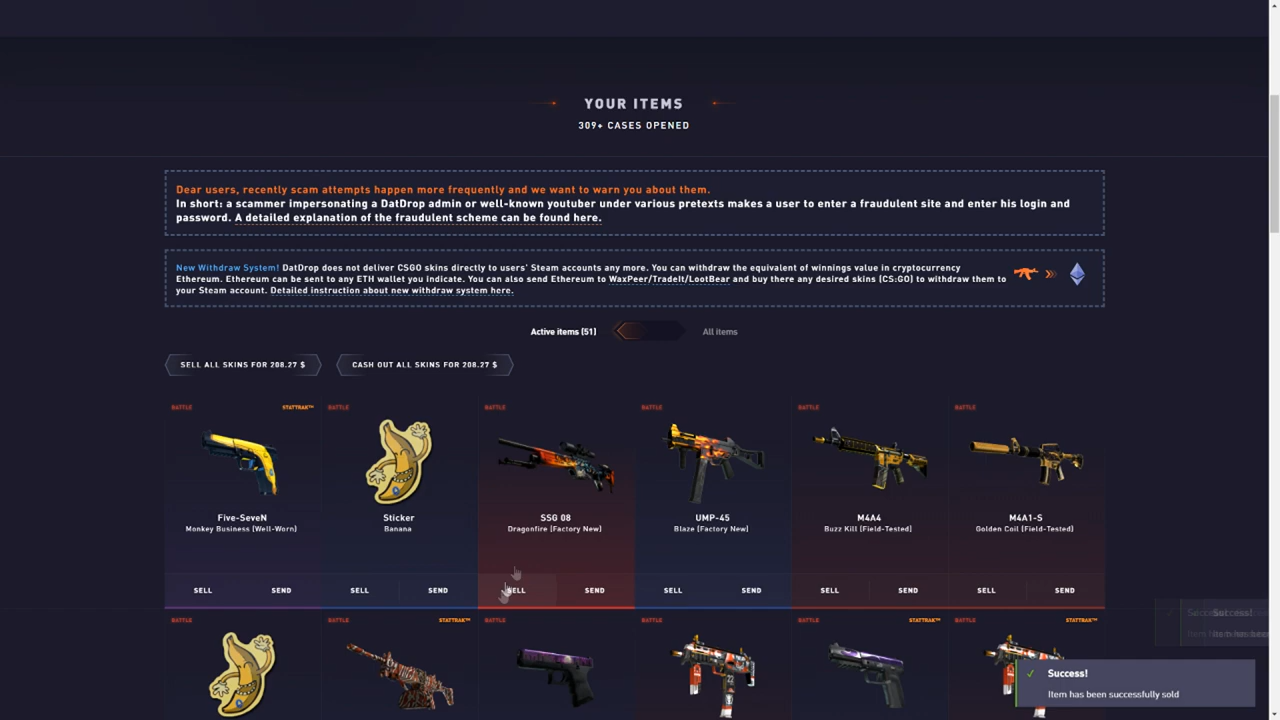 YOUR ITEMS
309+ CASES OPENED
Dear users, recently scam attempts happen more frequently and we want to warn you about them.
In short: a scammer impersonating a DatDrop admin or well-known youtuber under various pretexts makes a user to enter a fraudulent site and enter his login and
password. A detailed explanation of the fraudulent scheme can be found here.
New Withdraw System! DatDrop does not deliver CSGO skins directly to users' Steam accounts any more. You can withdraw the equivalent of winnings value in cryptocurrency
Ethereum. Ethereum can be sent to any ETH wallet you indicate. You can also send Ethereum to WaxPeer/TradeIt/LootBear and buy there any desired skins (CS:GO) to withdraw them to
your Steam account. Detailed instruction about new withdraw system here.
Active items (51) All items
SELL ALL SKINS FOR 208.27 $ CASH OUT ALL SKINS FOR 208.27 $
BATTLE STATTRAK™ BATTLE BATTLE BATTLE BATTLE BATTLE
Five-SeveN Sticker SSG 08 UMP-45 M4A4 M4A1-S
Monkey Business (Well-Worn) Banana Dragonfire (Factory New) Blaze (Factory New) Buzz Kill (Field-Tested) Golden Coil (Field-Tested)
SELL SEND SELL SEND SELL SEND SELL SEND SELL SEND SELL SEND
BATTLE BATTLE STATTRAK™ BATTLE BATTLE BATTLE STATTRAK™ BATTLE STATTRAK™
Success!
Item has been successfully sold